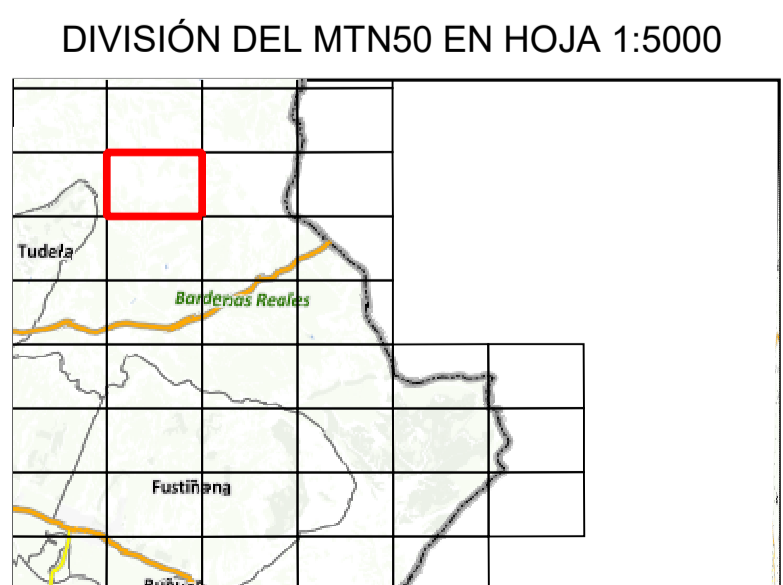 DIVISIÓN DEL MTN50 EN HOJA 1:5000
Tudela
Bardenas Reales
Fustiñana